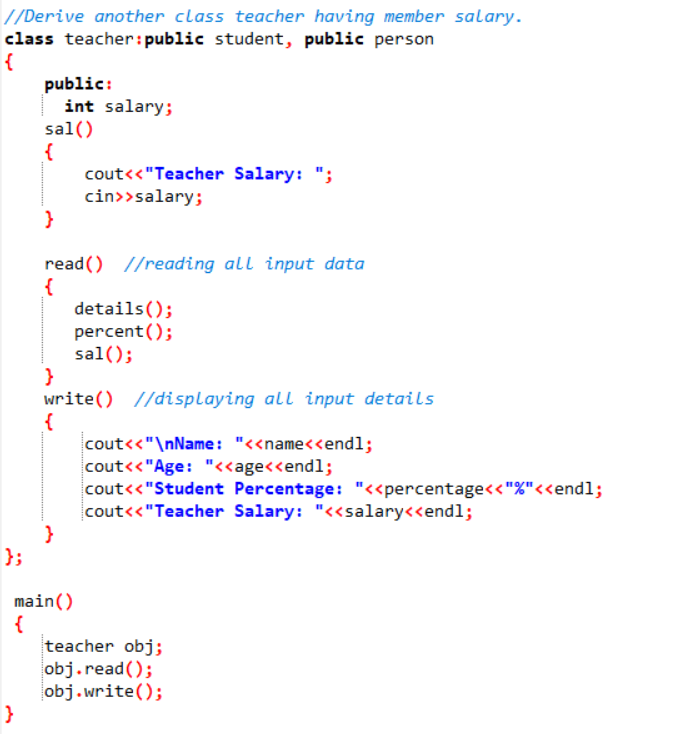 //Derive another class teacher having member salary.
class teacher:public student, public person
{
public:
int salary;
sal()
{
cout<<"Teacher Salary: ";
cin>>salary;
}
read() //reading all input data
{
details();
percent();
sal();
}
write() //displaying all input details
{
cout<<"\nName: "<<name<<endl;
cout<<"Age: "<<age<<endl;
cout<<"Student Percentage: "<<percentage<<"%"<<endl;
cout<<"Teacher Salary: "<<salary<<endl;
}
};
main()
{
teacher obj;
obj.read();
obj.write();
}